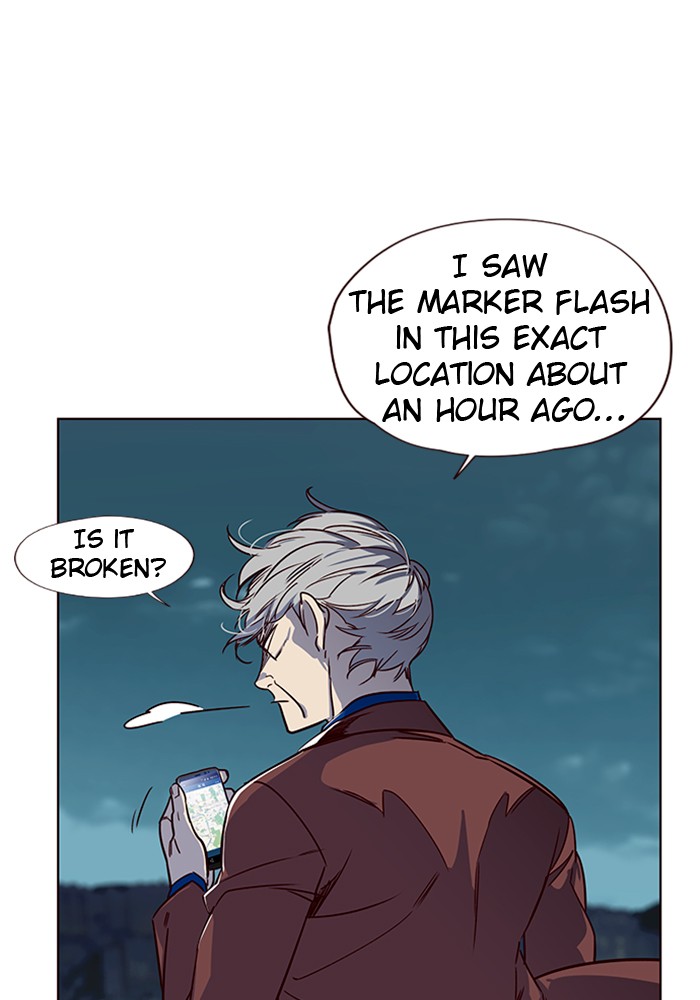 I SAW
THE MARKER FLASH
IN THIS EXACT
LOCATION ABOUT
AN HOUR AGO...
IS IT
BROKEN?